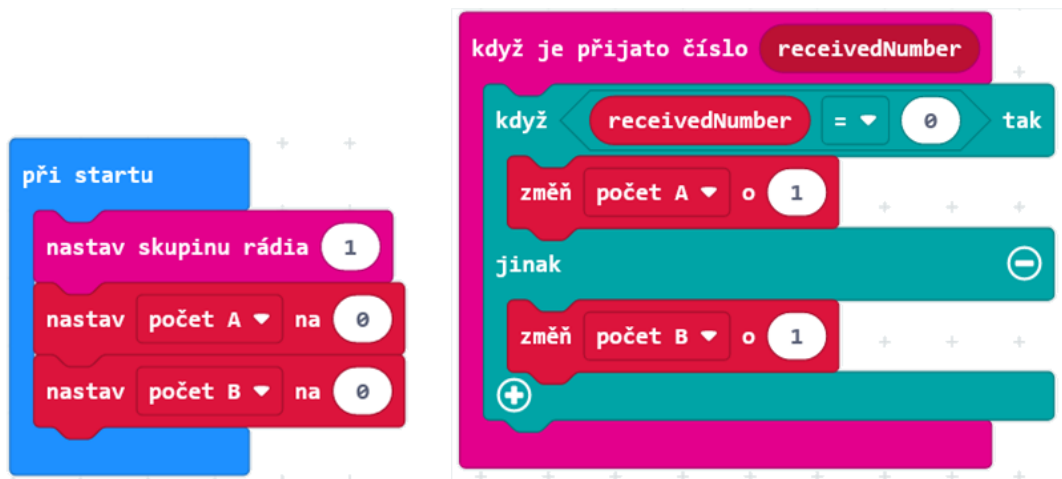 při startu
nastav skupinu rádia 1
nastav počet A na 0
nastav počet B na 0
když je přijato číslo receivedNumber
když receivedNumber = 0 tak
změň počet A o 1
jinak
změň počet B o 1